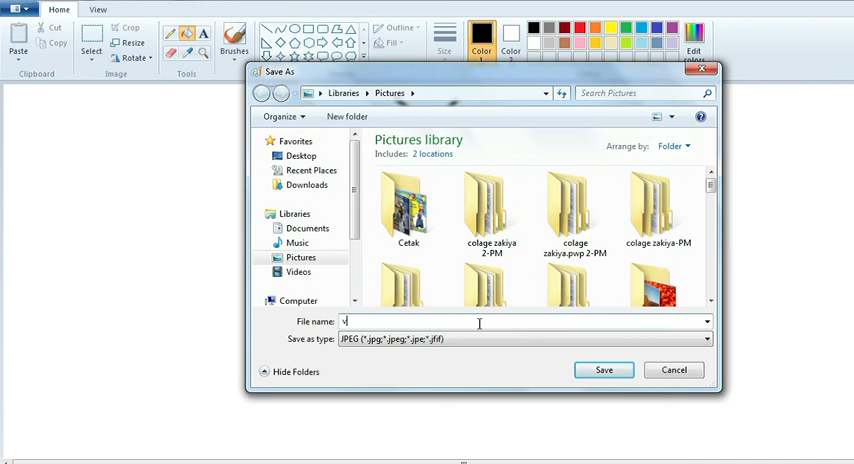 Home
View
Cut
Copy
Paste
Clipboard
Select
Crop
Resize
Rotate
Image
A
Tools
Brushes
Outline
Fill
Size
Color
1
Color
2
Edit
colors
Save As
Libraries
Pictures
Search Pictures
Organize
New folder
Favorites
Desktop
Recent Places
Downloads
Libraries
Documents
Music
Pictures
Videos
Computer
Pictures library
Includes: 2 locations
Arrange by: Folder
Cetak
colage zakiya
2-PM
colage
zakiya.pwp 2-PM
colage zakiya-PM
File name: v
Save as type: JPEG (*.jpg;*.jpeg;*.jpe;*.jfif)
Hide Folders
Save
Cancel